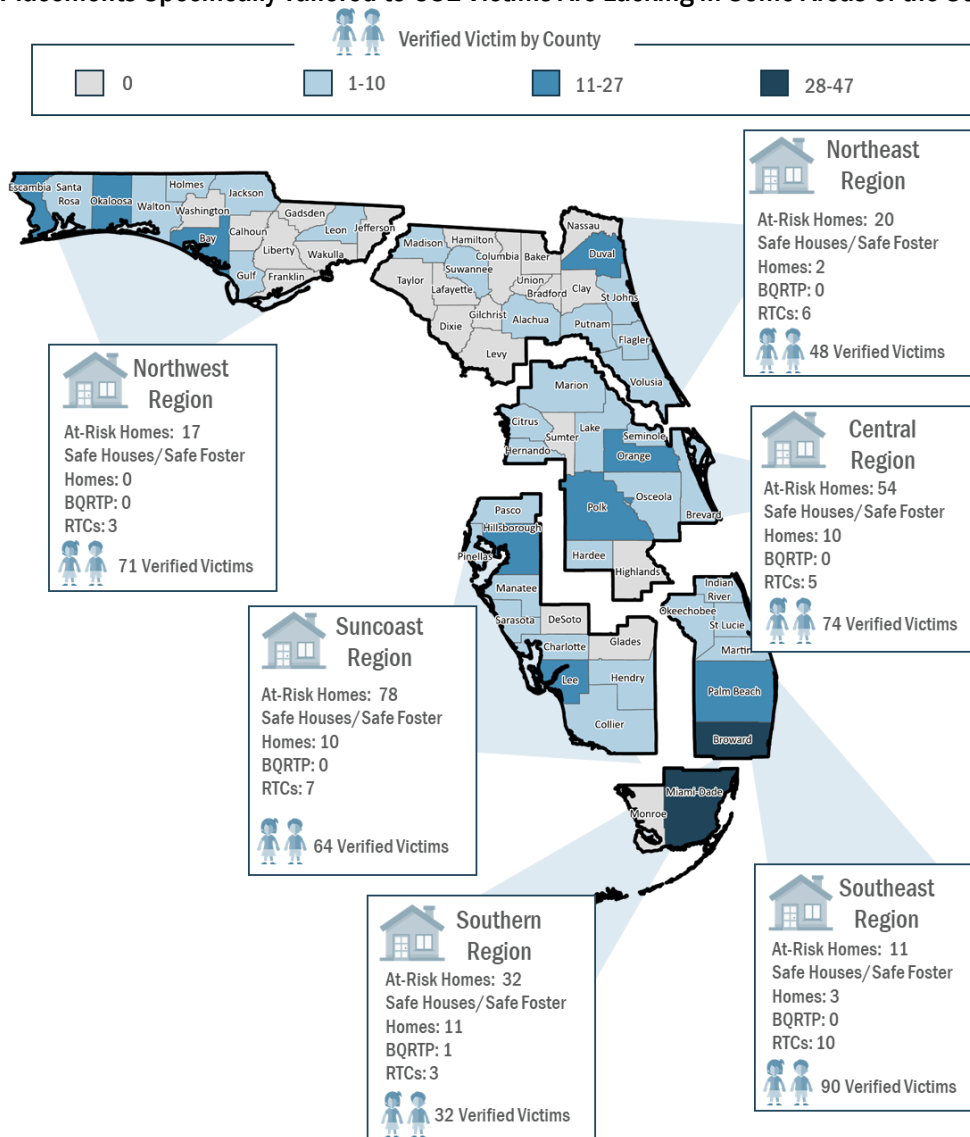 Verified Victim by County
0
1-10
11-27
28-47
Northeast
Region
At-Risk Homes: 20
Safe Houses/Safe Foster
Homes: 2
BQRTP: 0
RTCs: 6
48 Verified Victims
Escambia
Santa
Rosa
Okaloosa
Walton
Holmes
Washington
Bay
Jackson
Calhoun
Gulf
Gadsden
Liberty
Franklin
Leon
Wakulla
Jefferson
Madison
Taylor
Hamilton
Suwannee
Lafayette
Dixie
Columbia
Gilchrist
Levy
Baker
Union
Bradford
Alachua
Nassau
Duval
Clay
St Johns
Putnam
Flagler
Volusia
Northwest
Region
At-Risk Homes: 17
Safe Houses/Safe Foster
Homes: 0
BQRTP: 0
RTCs: 3
71 Verified Victims
Marion
Citrus
Hernando
Sumter
Lake
Seminole
Orange
Polk
Osceola
Brevard
Hardee
Highlands
Central
Region
At-Risk Homes: 54
Safe Houses/Safe Foster
Homes: 10
BQRTP: 0
RTCs: 5
74 Verified Victims
Pasco
Hillsborough
Pinellas
Manatee
Sarasota
DeSoto
Charlotte
Glades
Lee
Hendry
Collier
Suncoast
Region
At-Risk Homes: 78
Safe Houses/Safe Foster
Homes: 10
BQRTP: 0
RTCs: 7
64 Verified Victims
Indian
River
Okeechobee
St Lucie
Martin
Palm Beach
Broward
Monroe
Miami-Dade
Southern
Region
At-Risk Homes: 32
Safe Houses/Safe Foster
Homes: 11
BQRTP: 1
RTCs: 3
32 Verified Victims
Southeast
Region
At-Risk Homes: 11
Safe Houses/Safe Foster
Homes: 3
BQRTP: 0
RTCs: 10
90 Verified Victims